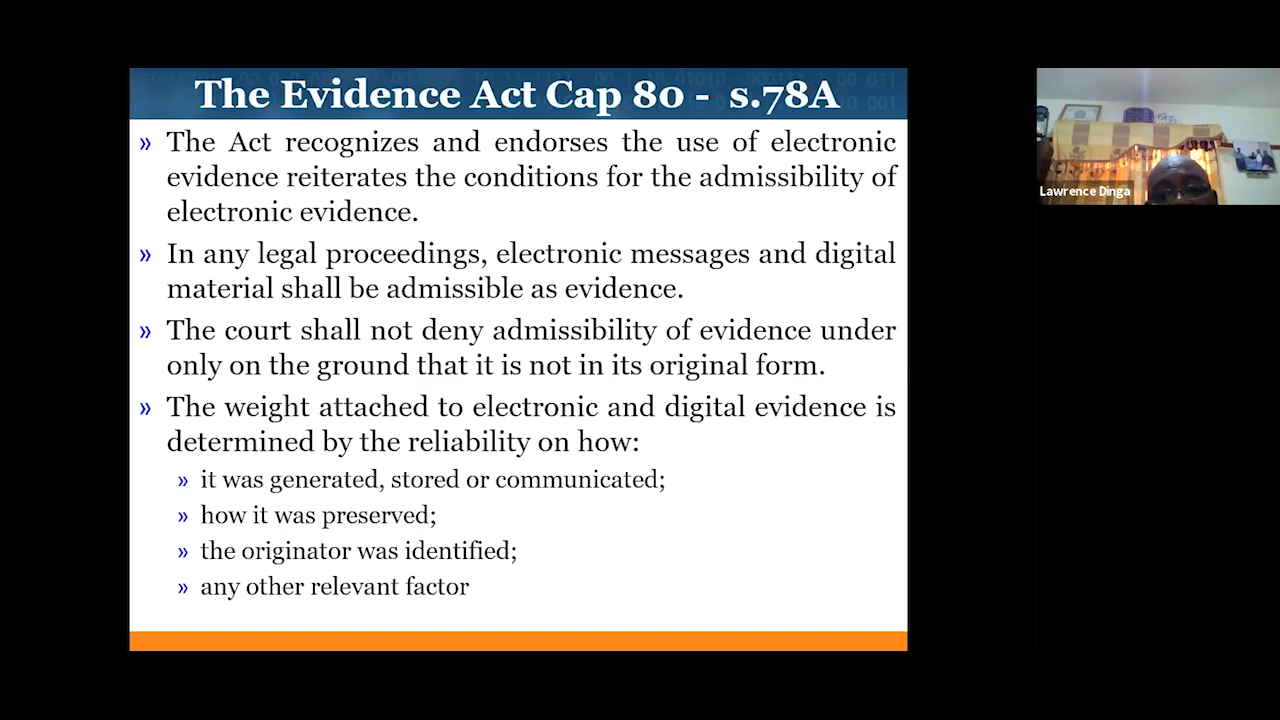 The Evidence Act Cap 80 - s.78A
» The Act recognizes and endorses the use of electronic
evidence reiterates the conditions for the admissibility of
electronic evidence.
» In any legal proceedings, electronic messages and digital
material shall be admissible as evidence.
» The court shall not deny admissibility of evidence under
only on the ground that it is not in its original form.
» The weight attached to electronic and digital evidence is
determined by the reliability on how:
» it was generated, stored or communicated;
» how it was preserved;
» the originator was identified;
» any other relevant factor
Lawrence Dinga